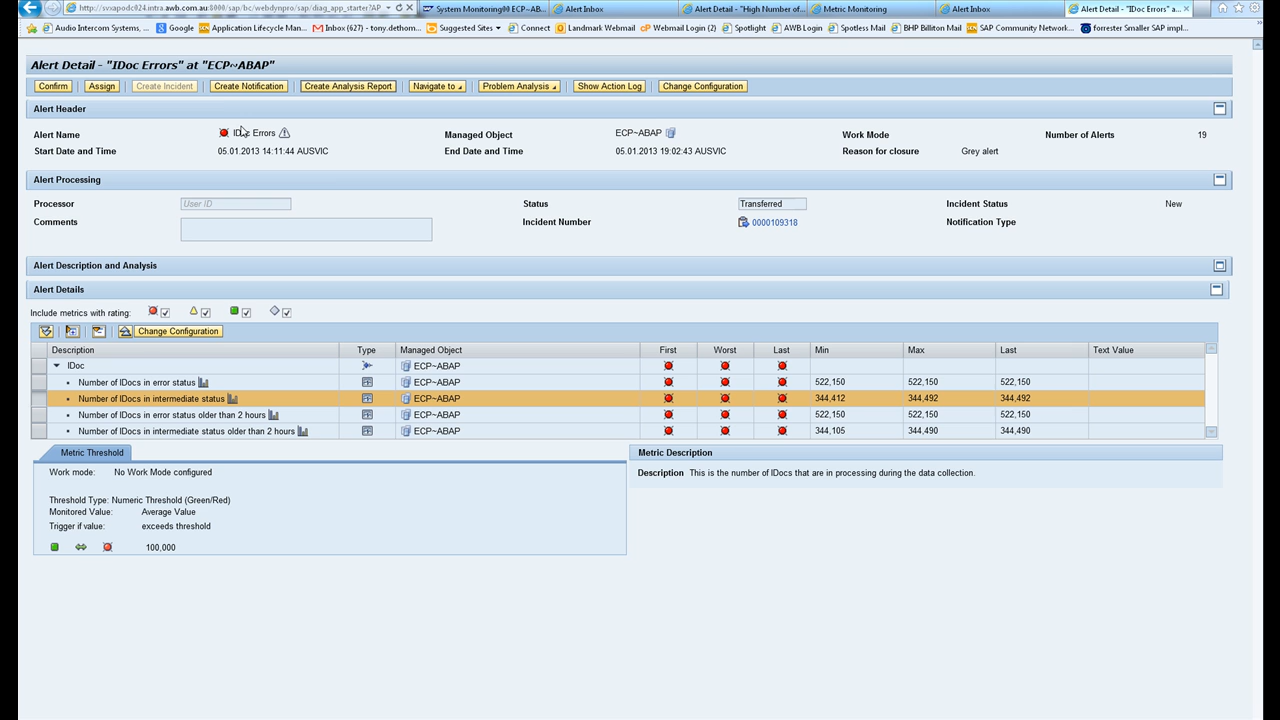 http://svxapodc024.intra.awb.com.au:8000/sap/bc/webdynpro/sap/diag_app_starter?AP
System Monitoring## ECP~AB...
Alert Inbox
Alert Detail - "High Number of...
Metric Monitoring
Alert Inbox
Alert Detail - "IDoc Errors" a...
Audio Intercom Systems, ...
Google
Application Lifecycle Man...
Inbox (627) - tony.dethom...
Suggested Sites
Connect
Landmark Webmail
Webmail Login (2)
Spotlight
AWB Login
Spotless Mail
BHP Billiton Mail
SAP Community Network...
forrester Smaller SAP impl...
Alert Detail - "IDoc Errors" at "ECP~ABAP"
Confirm Assign Create Incident Create Notification Create Analysis Report Navigate to Problem Analysis Show Action Log Change Configuration
Alert Header
Alert Name IDoc Errors Managed Object ECP~ABAP Work Mode Number of Alerts 19
Start Date and Time 05.01.2013 14:11:44 AUSVIC End Date and Time 05.01.2013 19:02:43 AUSVIC Reason for closure Grey alert
Alert Processing
Processor User ID Status Transferred Incident Status New
Comments Incident Number 0000109318 Notification Type
Alert Description and Analysis
Alert Details
Include metrics with rating:
Change Configuration
Description Type Managed Object First Worst Last Min Max Last Text Value
IDoc ECP~ABAP
Number of IDocs in error status ECP~ABAP 522,150 522,150 522,150
Number of IDocs in intermediate status ECP~ABAP 344,412 344,492 344,492
Number of IDocs in error status older than 2 hours ECP~ABAP 522,150 522,150 522,150
Number of IDocs in intermediate status older than 2 hours ECP~ABAP 344,105 344,490 344,490
Metric Threshold
Work mode: No Work Mode configured
Threshold Type: Numeric Threshold (Green/Red)
Monitored Value: Average Value
Trigger if value: exceeds threshold
100,000
Metric Description
Description This is the number of IDocs that are in processing during the data collection.